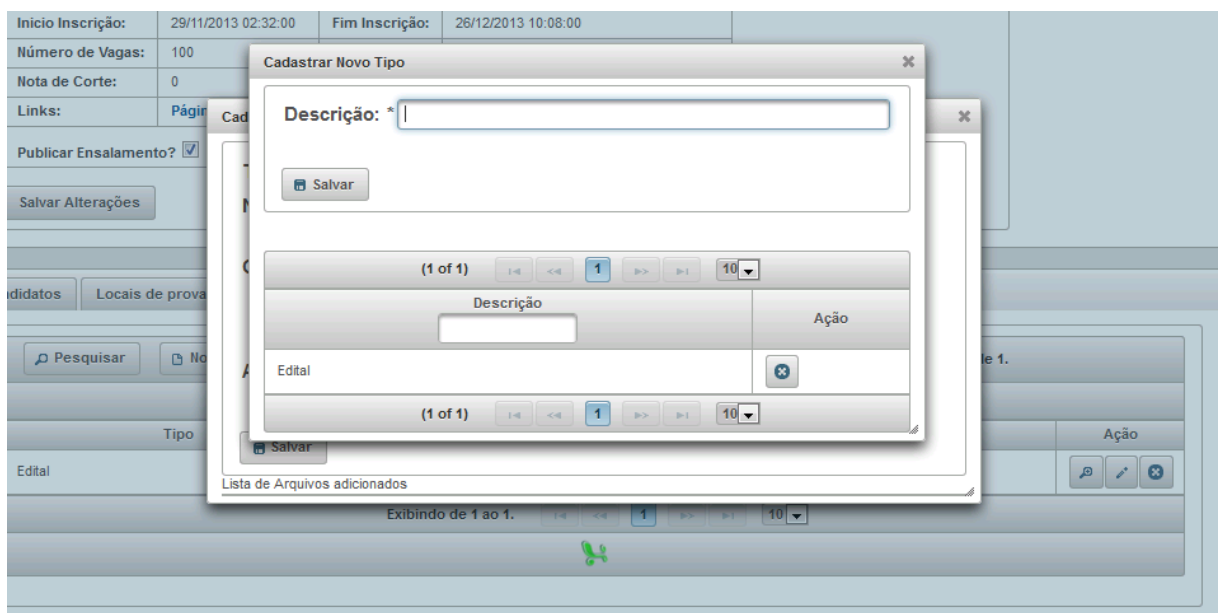 Inicio Inscrição: 29/11/2013 02:32:00 Fim Inscrição: 26/12/2013 10:08:00
Número de Vagas: 100
Nota de Corte: 0
Links:
Publicar Ensalamento?
Salvar Alterações
Cadastrar Novo Tipo
Descrição: *
Salvar
(1 of 1) 1 10
Descrição
Ação
Edital
(1 of 1) 1 10
Salvar
Lista de Arquivos adicionados
Locais de prova
Pesquisar
Tipo
Ação
Edital
Exibindo de 1 ao 1. 1 10